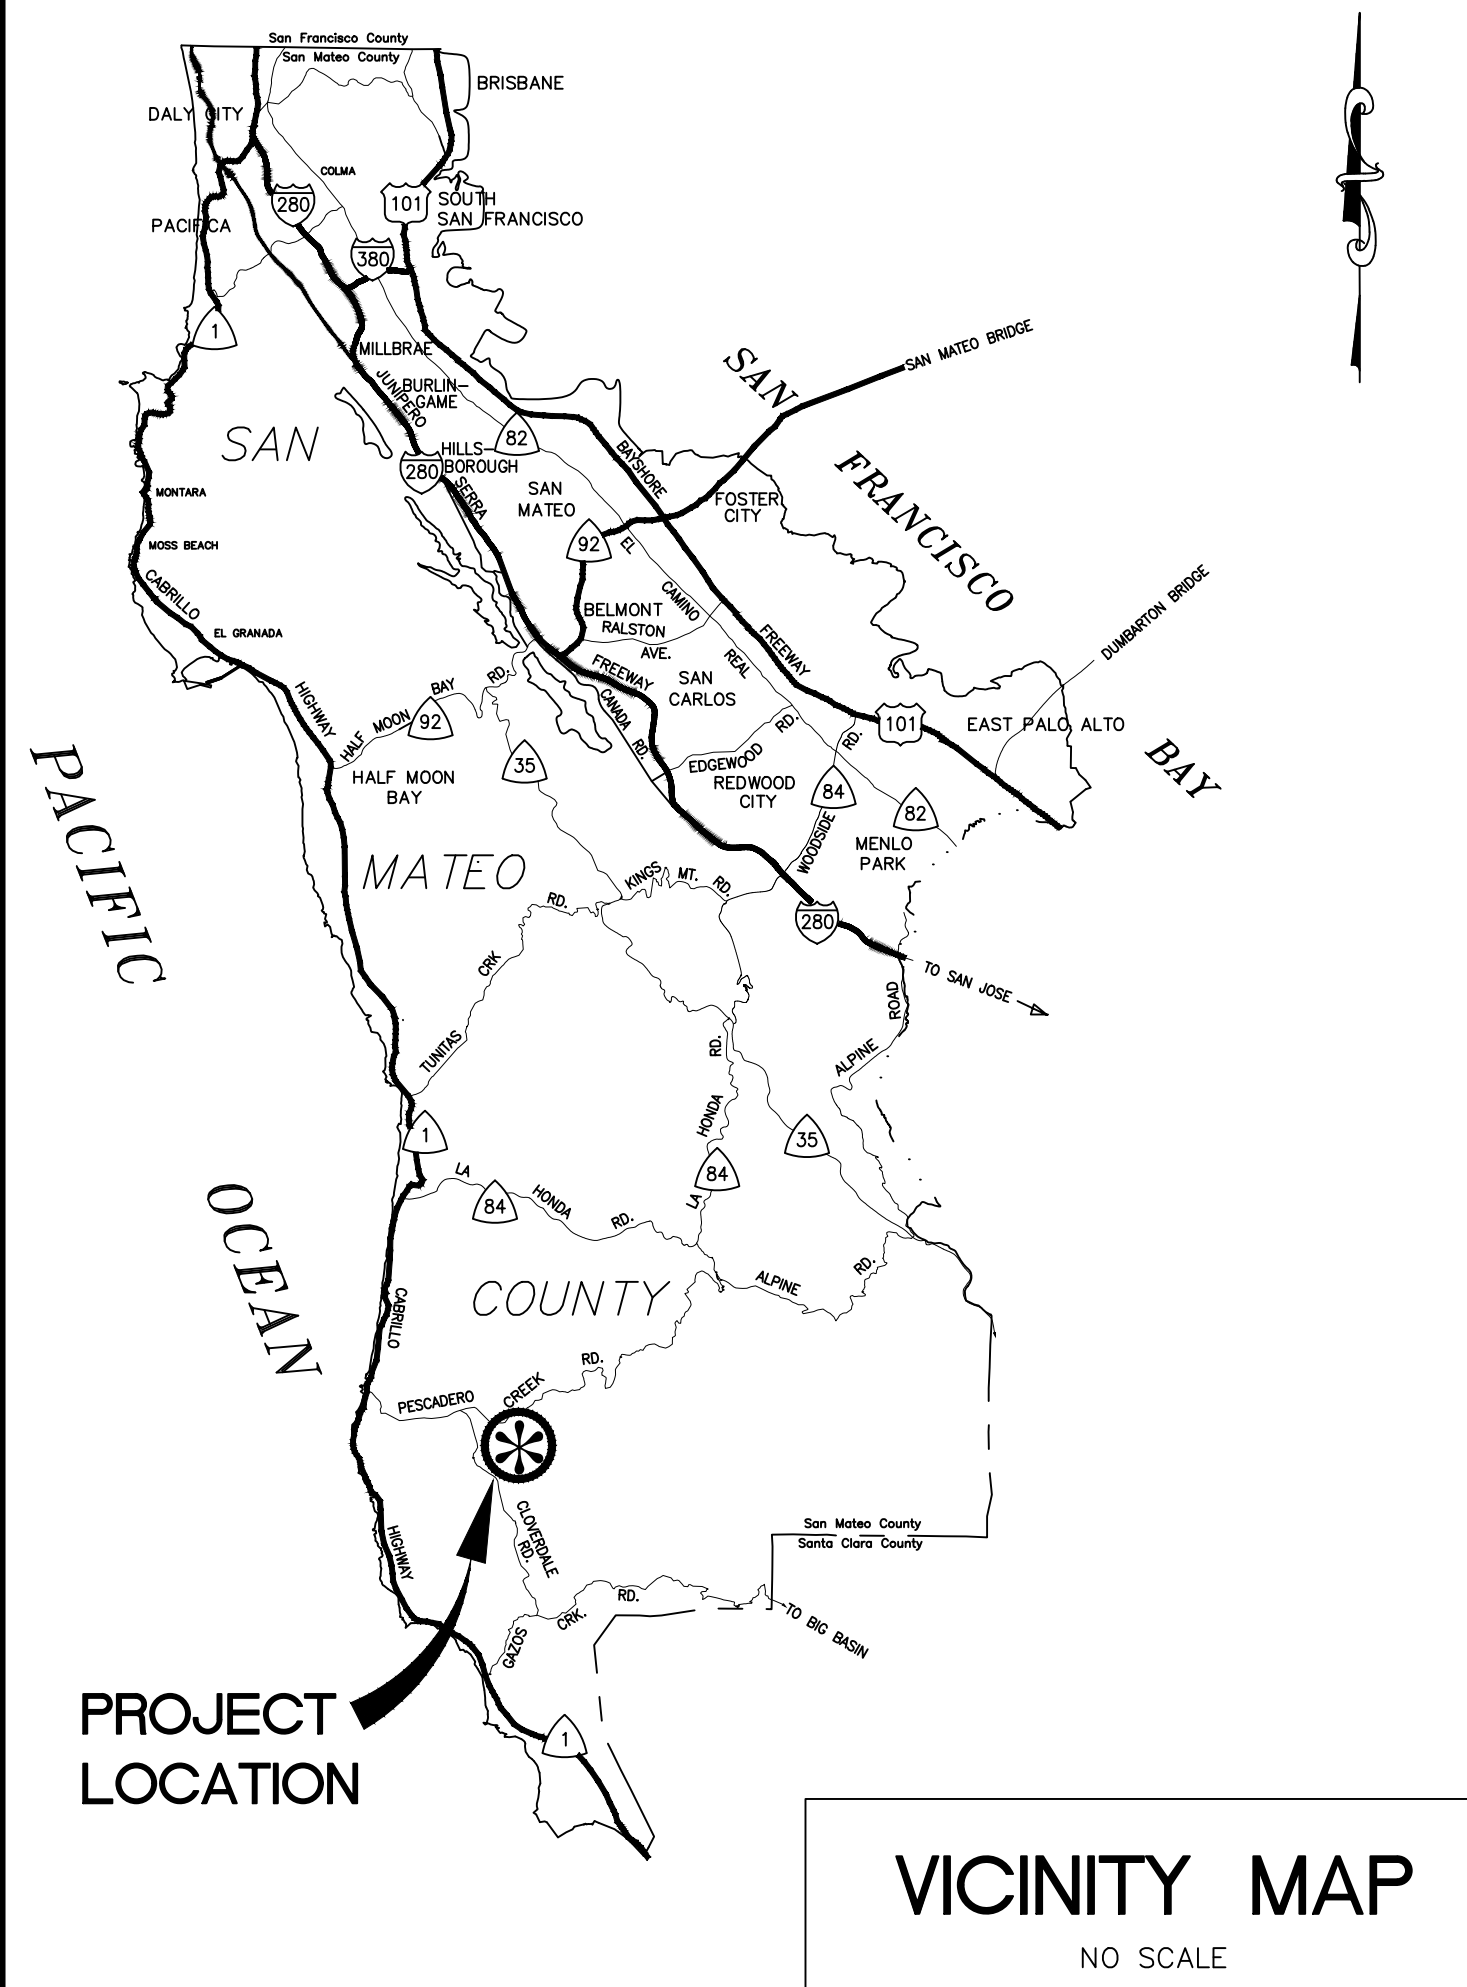 San Francisco County
San Mateo County
BRISBANE
DALY CITY
COLMA
280
101
SOUTH
SAN FRANCISCO
PACIFICA
380
1
MILLBRAE
SAN MATEO BRIDGE
JUNIPERO
BURLIN-
GAME
SAN
FRANCISCO
BAY
SAN
82
HILLS-
BOROUGH
280
SERRA
BAYSHORE
SAN
MATEO
FOSTER
CITY
MONTARA
MOSS BEACH
92
EL
CAMINO
REAL
CABRILLO
EL GRANADA
BELMONT
RALSTON
AVE.
FREEWAY
DUMBARTON BRIDGE
HIGHWAY
HALF MOON BAY RD.
92
FREEWAY
SAN
CARLOS
CANADA RD.
101
EAST PALO ALTO
EDGEWOOD RD.
RD.
35
REDWOOD
CITY
84
82
HALF MOON
BAY
WOODSIDE
MENLO
PARK
PACIFIC
OCEAN
MATEO
KINGS MT. RD.
RD.
280
CRK
TO SAN JOSE
ROAD
TUNITAS
RD.
ALPINE
HONDA
1
35
LA
84
84
LA
HONDA
RD.
RD.
ALPINE
COUNTY
CABRILLO
RD.
CREEK
PESCADERO
CLOVERDALE
RD.
San Mateo County
Santa Clara County
HIGHWAY
RD.
CRK.
GAZOS
TO BIG BASIN
PROJECT
LOCATION
1
VICINITY MAP
NO SCALE